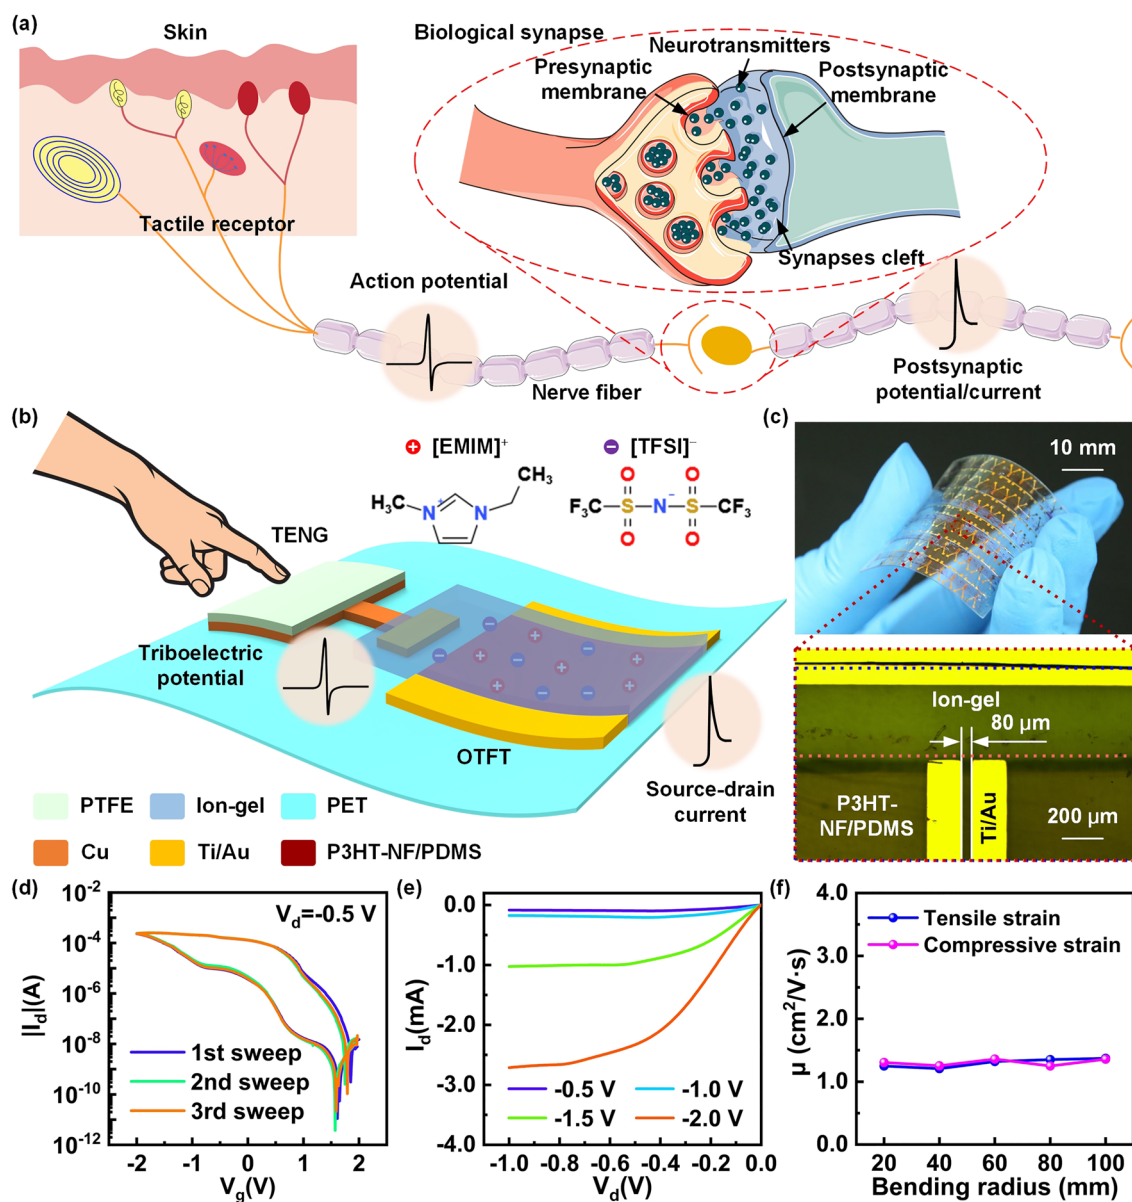 (a)
Skin
Tactile receptor
Biological synapse
Neurotransmitters
Presynaptic
membrane
Postsynaptic
membrane
Synapses cleft
Action potential
Nerve fiber
Postsynaptic
potential/current
(b)
TENG
[EMIM]+
H3C
N
+
N
CH3
[TFSI]−
O O
F3C S N− S CF3
O O
Triboelectric
potential
OTFT
Source-drain
current
PTFE
Ion-gel
PET
Cu
Ti/Au
P3HT-NF/PDMS
(c)
10 mm
Ion-gel
80 µm
P3HT-
NF/PDMS
Ti/Au
200 µm
(d)
Vd=-0.5 V
|Id|(A)
10-2
10-4
10-6
10-8
10-10
10-12
1st sweep
2nd sweep
3rd sweep
-2 -1 0 1 2
Vg(V)
(e)
Id(mA)
0.0
-1.0
-2.0
-3.0
-4.0
-0.5 V
-1.0 V
-1.5 V
-2.0 V
-1.0 -0.8 -0.6 -0.4 -0.2 0.0
Vd(V)
(f)
µ (cm2/V·s)
4.0
3.0
2.0
1.0
0.0
Tensile strain
Compressive strain
20 40 60 80 100
Bending radius (mm)